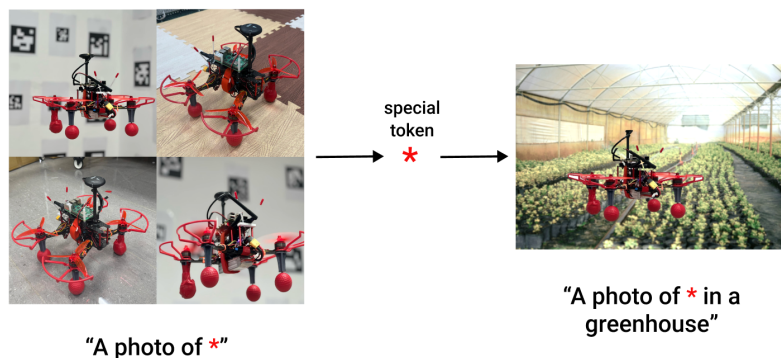 special
token
*
"A photo of *"
"A photo of * in a
greenhouse"